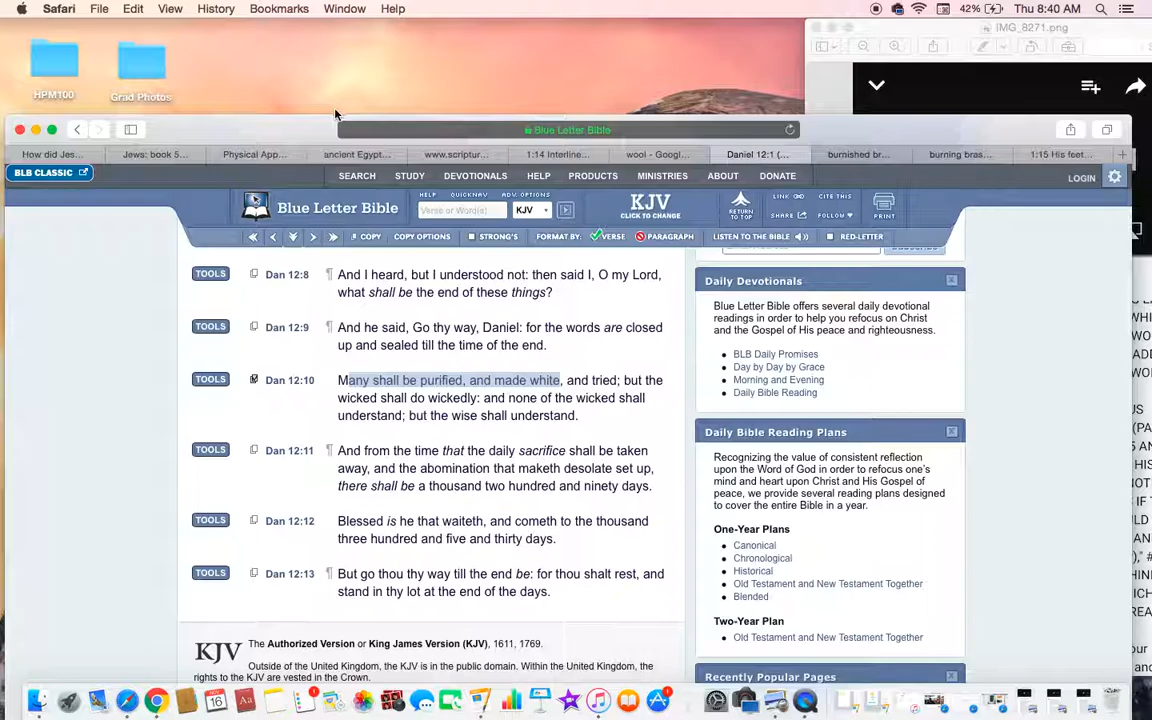 Safari File Edit View History Bookmarks Window Help 42% Thu 8:40 AM
IMG_8271.png
HPM100 Grad Photos
Blue Letter Bible
How did Jes... Jews: book 5... Physical App... ancient Egypt... www.scriptur... 1:14 Interline... wool - Googl... Daniel 12:1 (... burnished br... burning bras... 1:15 His feet...
BLB CLASSIC SEARCH STUDY DEVOTIONALS HELP PRODUCTS MINISTRIES ABOUT DONATE LOGIN
HELP QUICKNAV ADV. OPTIONS
Blue Letter Bible Verse or Word(s) KJV KJV CLICK TO CHANGE RETURN TO TOP LINK CITE THIS SHARE FOLLOW PRINT
COPY COPY OPTIONS STRONG'S FORMAT BY: VERSE PARAGRAPH LISTEN TO THE BIBLE RED-LETTER
TOOLS Dan 12:8 ¶ And I heard, but I understood not: then said I, O my Lord,
what shall be the end of these things?
TOOLS Dan 12:9 ¶ And he said, Go thy way, Daniel: for the words are closed
up and sealed till the time of the end.
TOOLS Dan 12:10 Many shall be purified, and made white, and tried; but the
wicked shall do wickedly: and none of the wicked shall
understand; but the wise shall understand.
TOOLS Dan 12:11 ¶ And from the time that the daily sacrifice shall be taken
away, and the abomination that maketh desolate set up,
there shall be a thousand two hundred and ninety days.
TOOLS Dan 12:12 Blessed is he that waiteth, and cometh to the thousand
three hundred and five and thirty days.
TOOLS Dan 12:13 ¶ But go thou thy way till the end be: for thou shalt rest, and
stand in thy lot at the end of the days.
KJV The Authorized Version or King James Version (KJV), 1611, 1769.
Outside of the United Kingdom, the KJV is in the public domain. Within the United Kingdom, the
rights to the KJV are vested in the Crown.
Daily Devotionals
Blue Letter Bible offers several daily devotional
readings in order to help you refocus on Christ
and the Gospel of His peace and righteousness.
BLB Daily Promises
Day by Day by Grace
Morning and Evening
Daily Bible Reading
Daily Bible Reading Plans
Recognizing the value of consistent reflection
upon the Word of God in order to refocus one's
mind and heart upon Christ and His Gospel of
peace, we provide several reading plans designed
to cover the entire Bible in a year.
One-Year Plans
Canonical
Chronological
Historical
Old Testament and New Testament Together
Blended
Two-Year Plan
Old Testament and New Testament Together
Recently Popular Pages
NOV
16